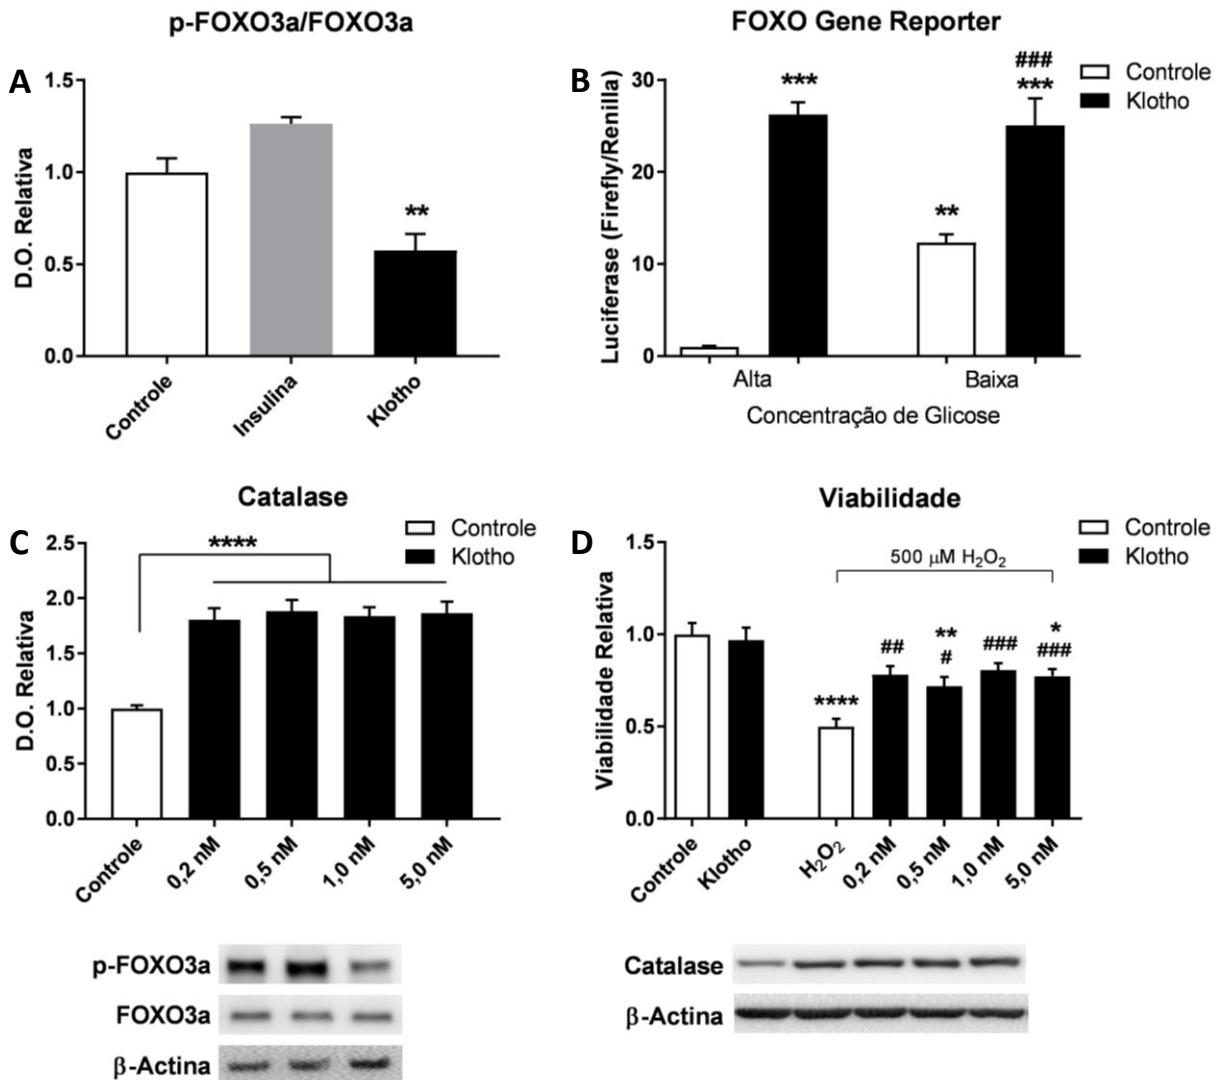 p-FOXO3a/FOXO3a
A
D.O. Relativa
1.5
1.0
0.5
0.0
**
Controle
Insulina
Klotho
FOXO Gene Reporter
B
Luciferase (Firefly/Renilla)
30
20
10
0
***
**
###
***
Controle
Klotho
Alta
Baixa
Concentração de Glicose
Catalase
C
D.O. Relativa
2.5
2.0
1.5
1.0
0.5
0.0
****
Controle
Klotho
Controle
0,2 nM
0,5 nM
1,0 nM
5,0 nM
Viabilidade
D
Viabilidade Relativa
1.5
1.0
0.5
0.0
Controle
Klotho
500 µM H₂O₂
****
##
**
#
###
*
###
Controle
Klotho
H₂O₂
0,2 nM
0,5 nM
1,0 nM
5,0 nM
p-FOXO3a
FOXO3a
β-Actina
Catalase
β-Actina